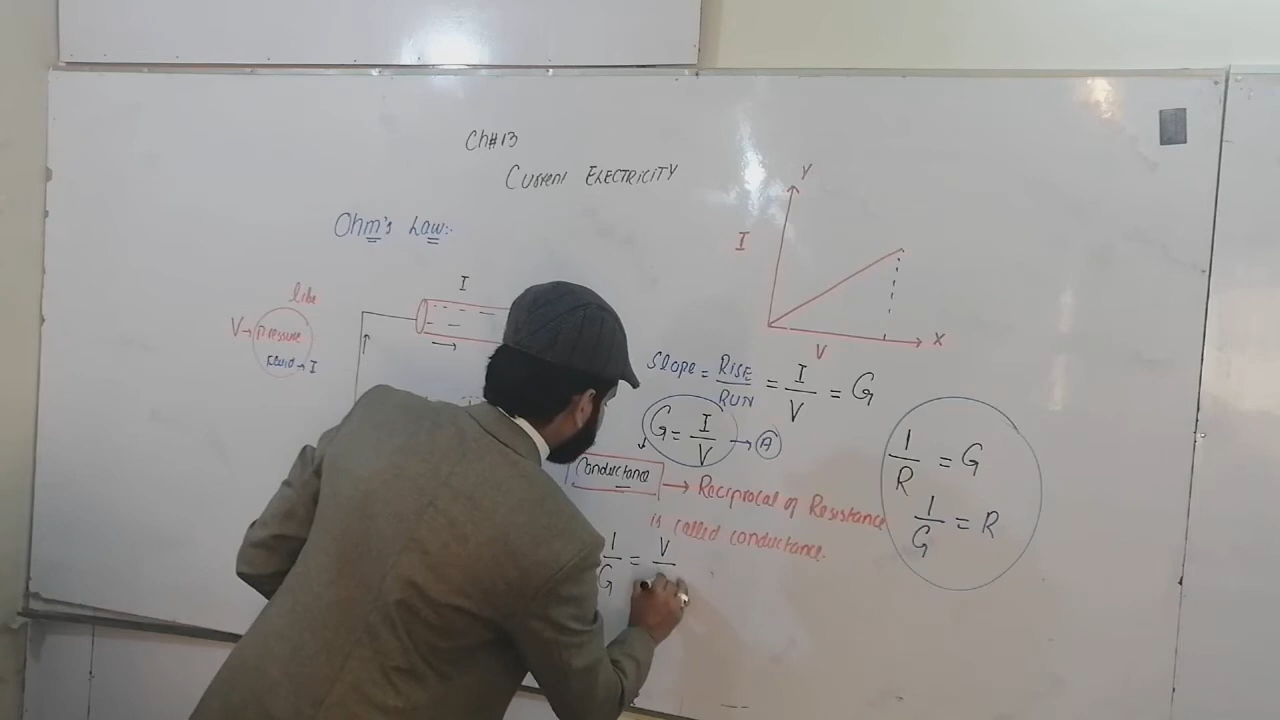 Ch#13
Current ELECTRICITY
Ohm's Law:-
like
V→ Pressure
Fluid → I
I
Y
I
V
X
Slope = RISE/RUN = I/V = G
G = I/V → A
Conductance → Reciprocal of Resistance
is called conductance.
1/G = V/
1/R = G
1/G = R